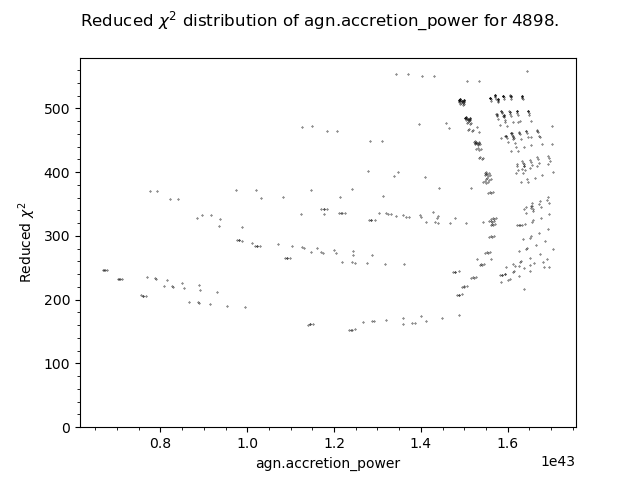 Reduced χ² distribution of agn.accretion_power for 4898.
500
400
300
200
100
0
Reduced χ²
0.8 1.0 1.2 1.4 1.6
1e43
agn.accretion_power